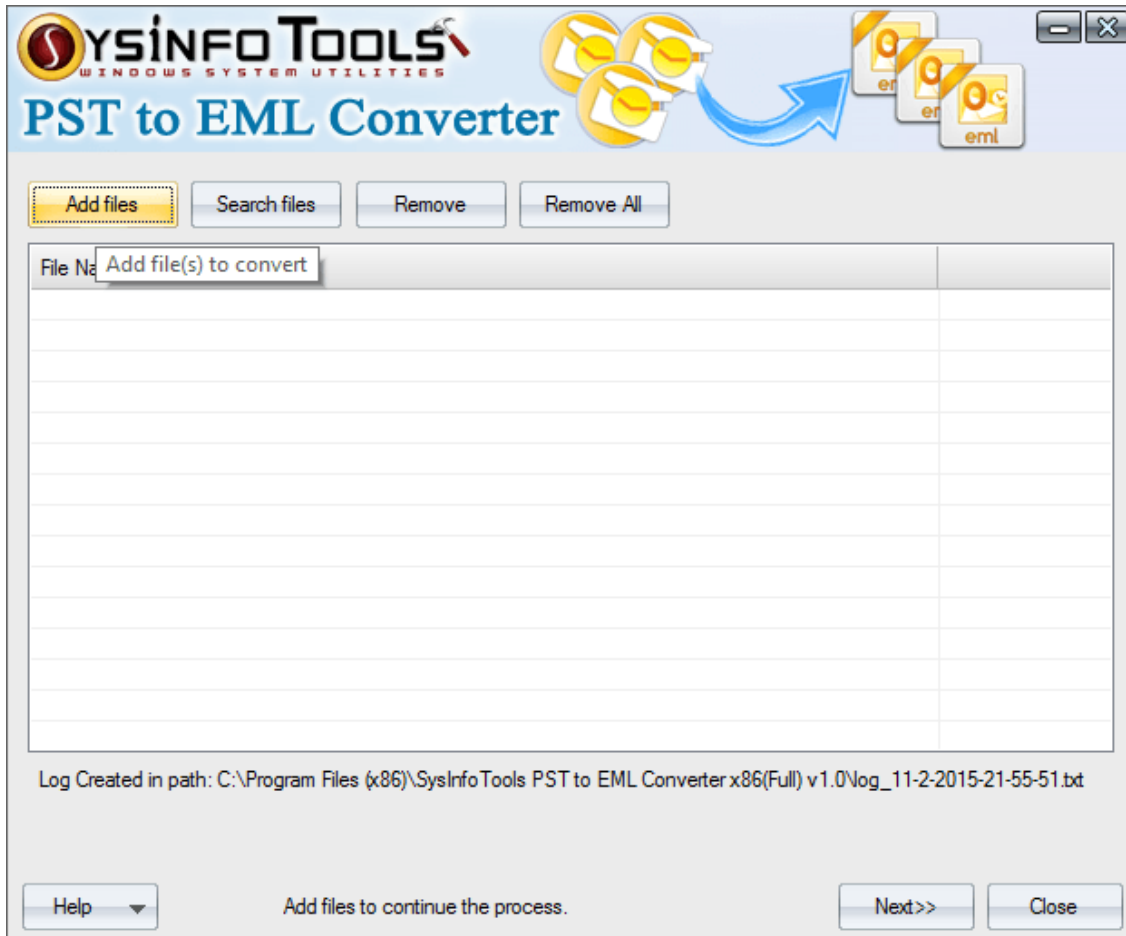 SYSINFO TOOLS
WINDOWS SYSTEM UTILITIES
PST to EML Converter
er
er
eml
Add files
Search files
Remove
Remove All
File Na
Add file(s) to convert
Log Created in path: C:\Program Files (x86)\SysInfoTools PST to EML Converter x86(Full) v1.0\log_11-2-2015-21-55-51.txt
Help
Add files to continue the process.
Next>>
Close